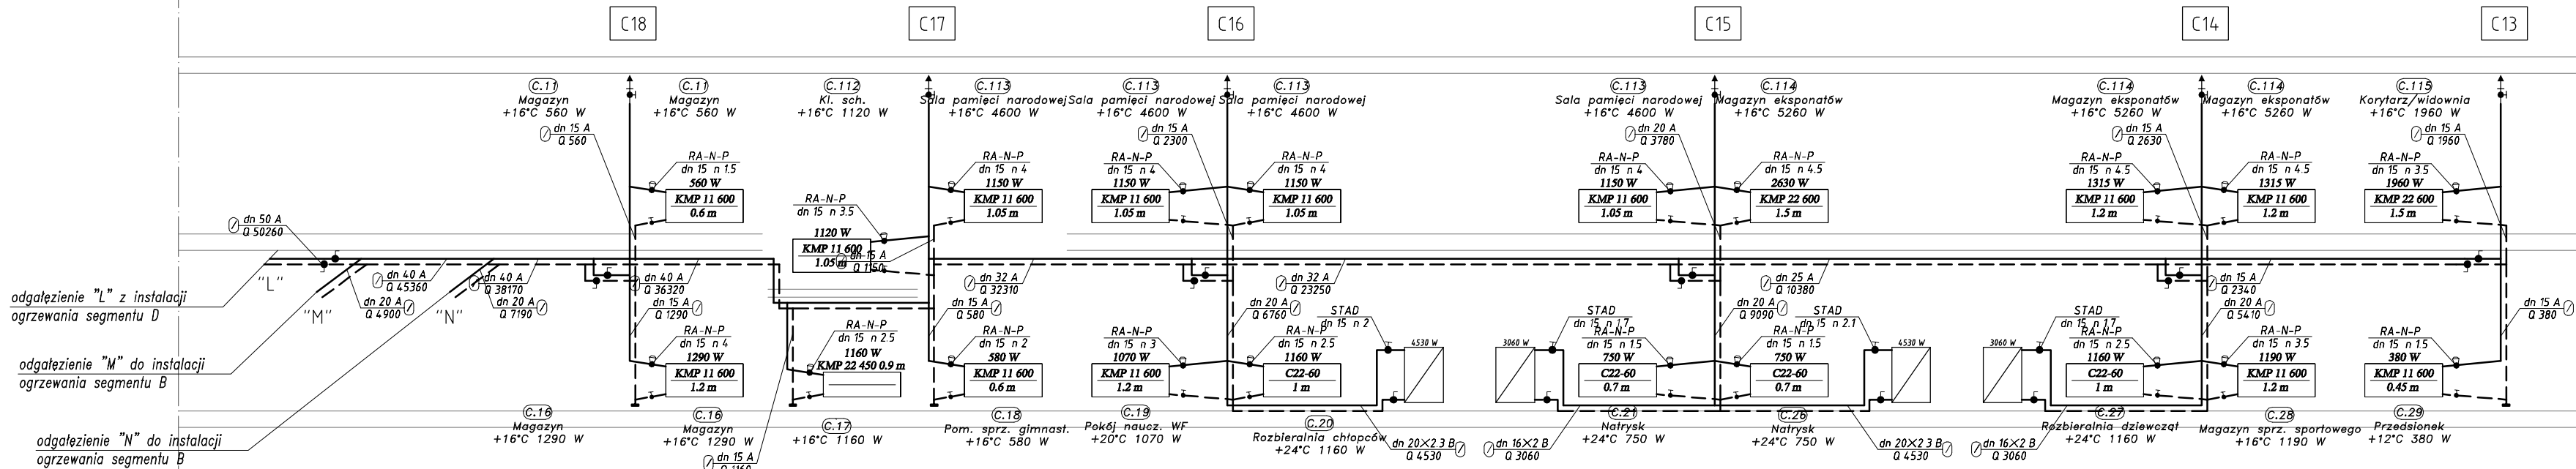 C18
C17
C16
C15
C14
C13
C.11
Magazyn
+16°C 560 W
C.11
Magazyn
+16°C 560 W
C.112
Kl. sch.
+16°C 1120 W
C.113
Sala pamięci narodowej
+16°C 4600 W
C.113
Sala pamięci narodowej
+16°C 4600 W
C.113
Sala pamięci narodowej
+16°C 4600 W
C.113
Sala pamięci narodowej
+16°C 4600 W
C.114
Magazyn eksponatów
+16°C 5260 W
C.114
Magazyn eksponatów
+16°C 5260 W
C.114
Magazyn eksponatów
+16°C 5260 W
C.115
Korytarz/widownia
+16°C 1960 W
dn 15 A
Q 560
dn 15 A
Q 2300
dn 20 A
Q 3780
dn 15 A
Q 2630
dn 15 A
Q 1960
RA-N-P
dn 15 n 1.5
560 W
KMP 11 600
0.6 m
RA-N-P
dn 15 n 3.5
1120 W
KMP 11 600
1.05 m
dn 15 A
Q 1150
RA-N-P
dn 15 n 4
1150 W
KMP 11 600
1.05 m
RA-N-P
dn 15 n 4
1150 W
KMP 11 600
1.05 m
RA-N-P
dn 15 n 4
1150 W
KMP 11 600
1.05 m
RA-N-P
dn 15 n 4
1150 W
KMP 11 600
1.05 m
RA-N-P
dn 15 n 4.5
2630 W
KMP 22 600
1.5 m
RA-N-P
dn 15 n 4.5
1315 W
KMP 11 600
1.2 m
RA-N-P
dn 15 n 4.5
1315 W
KMP 11 600
1.2 m
RA-N-P
dn 15 n 3.5
1960 W
KMP 22 600
1.5 m
dn 50 A
Q 50260
"L"
odgałęzienie "L" z instalacji
ogrzewania segmentu D
dn 40 A
Q 45360
dn 20 A
Q 4900
"M"
dn 40 A
Q 38170
dn 20 A
Q 7190
"N"
dn 40 A
Q 36320
dn 15 A
Q 1290
dn 32 A
Q 32310
dn 15 A
Q 580
dn 32 A
Q 23250
dn 20 A
Q 6760
dn 25 A
Q 10380
dn 20 A
Q 9090
dn 15 A
Q 2340
dn 20 A
Q 5410
dn 15 A
Q 380
odgałęzienie "M" do instalacji
ogrzewania segmentu B
odgałęzienie "N" do instalacji
ogrzewania segmentu B
RA-N-P
dn 15 n 4
1290 W
KMP 11 600
1.2 m
RA-N-P
dn 15 n 2.5
1160 W
KMP 22 450 0.9 m
RA-N-P
dn 15 n 2
580 W
KMP 11 600
0.6 m
RA-N-P
dn 15 n 3
1070 W
KMP 11 600
1.2 m
RA-N-P
dn 15 n 2.5
1160 W
C22-60
1 m
STAD
dn 15 n 2
4530 W
3060 W
STAD
dn 15 n 1.7
RA-N-P
dn 15 n 1.5
750 W
C22-60
0.7 m
RA-N-P
dn 15 n 1.5
750 W
C22-60
0.7 m
STAD
dn 15 n 2.1
4530 W
3060 W
STAD
dn 15 n 1.7
RA-N-P
dn 15 n 2.5
1160 W
C22-60
1 m
RA-N-P
dn 15 n 3.5
1190 W
KMP 11 600
1.2 m
RA-N-P
dn 15 n 1.5
380 W
KMP 11 600
0.45 m
C.16
Magazyn
+16°C 1290 W
C.16
Magazyn
+16°C 1290 W
C.17
+16°C 1160 W
C.18
Pom. sprz. gimnast.
+16°C 580 W
C.19
Pokój naucz. WF
+20°C 1070 W
C.20
Rozbieralnia chłopców
+24°C 1160 W
C.21
Natrysk
+24°C 750 W
C.26
Natrysk
+24°C 750 W
C.27
Rozbieralnia dziewcząt
+24°C 1160 W
C.28
Magazyn sprz. sportowego
+16°C 1190 W
C.29
Przedsionek
+12°C 380 W
dn 15 A
Q 1160
dn 20×2.3 B
Q 4530
dn 16×2 B
Q 3060
dn 20×2.3 B
Q 4530
dn 16×2 B
Q 3060